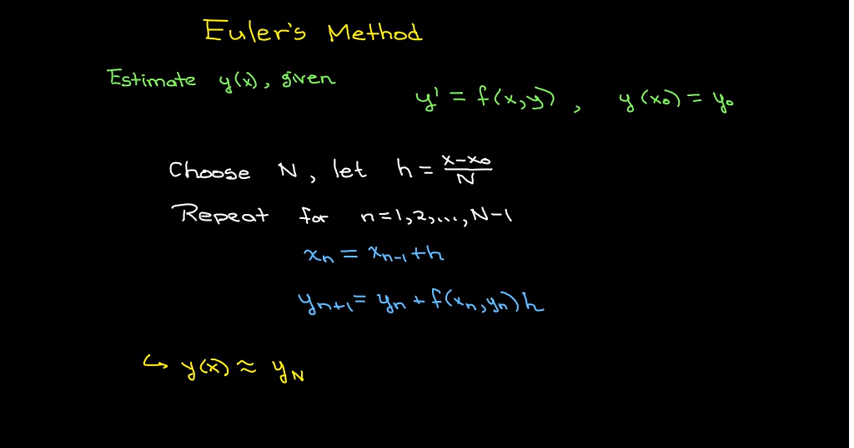 Euler's Method
Estimate y(x), given
y' = f(x,y), y(x₀) = y₀
Choose N, let h = (x-x₀)/N
Repeat for n=1,2,...,N-1
xₙ = xₙ₋₁+h
yₙ₊₁ = yₙ + f(xₙ,yₙ)h
↪ y(x) ≈ y_N